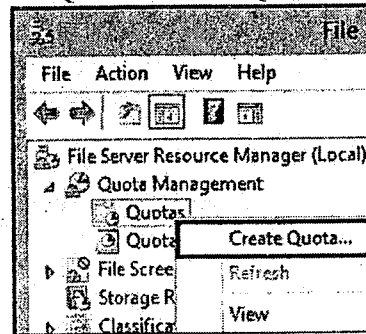 File
File Action View Help
File Server Resource Manager (Local)
Quota Management
Quotas
Quota
Create Quota...
File Scree
Refresh
Storage R
View
Classifica